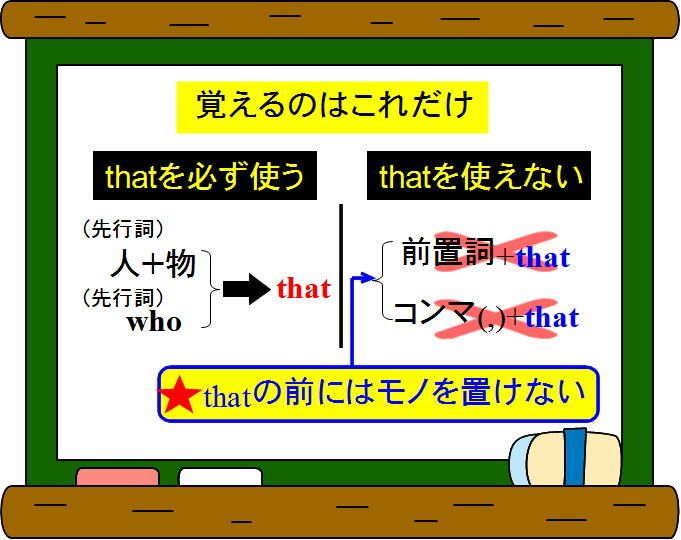 覚えるのはこれだけ
thatを必ず使う
(先行詞)
人+物
(先行詞)
who
that
thatを使えない
前置詞+that
コンマ(,)+that
★thatの前にはモノを置けない